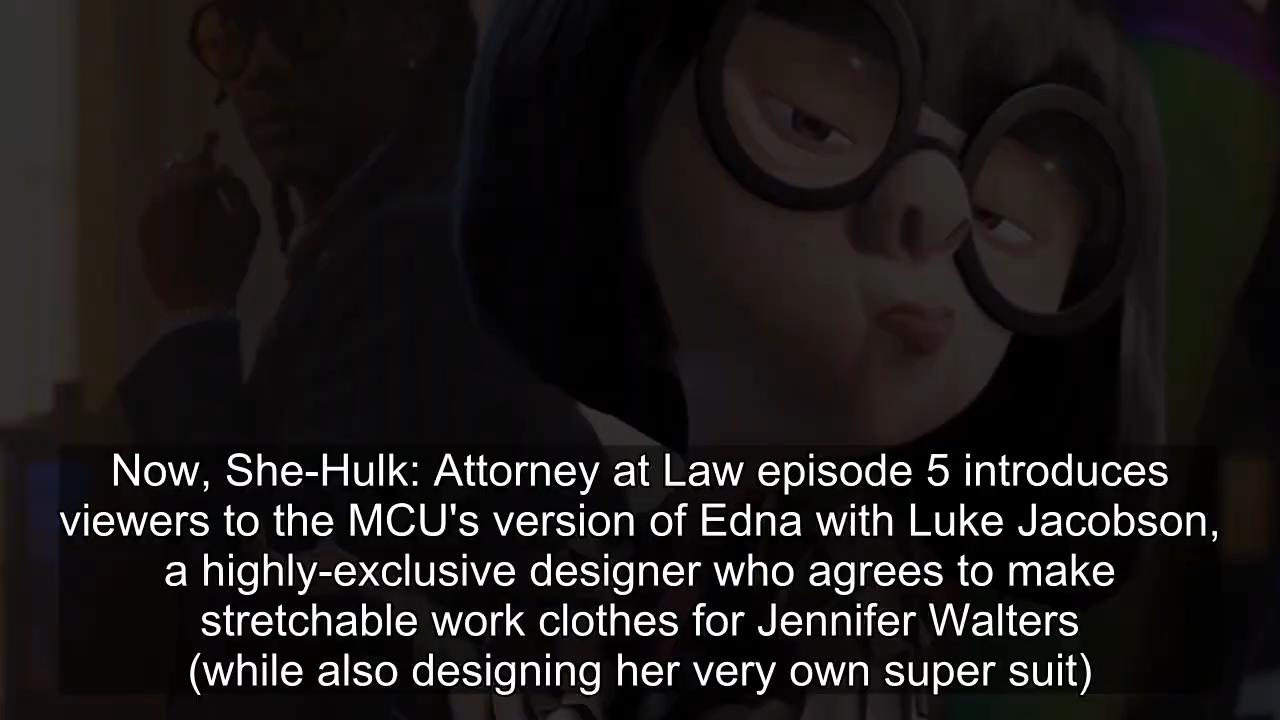 Now, She-Hulk: Attorney at Law episode 5 introduces
viewers to the MCU's version of Edna with Luke Jacobson,
a highly-exclusive designer who agrees to make
stretchable work clothes for Jennifer Walters
(while also designing her very own super suit)